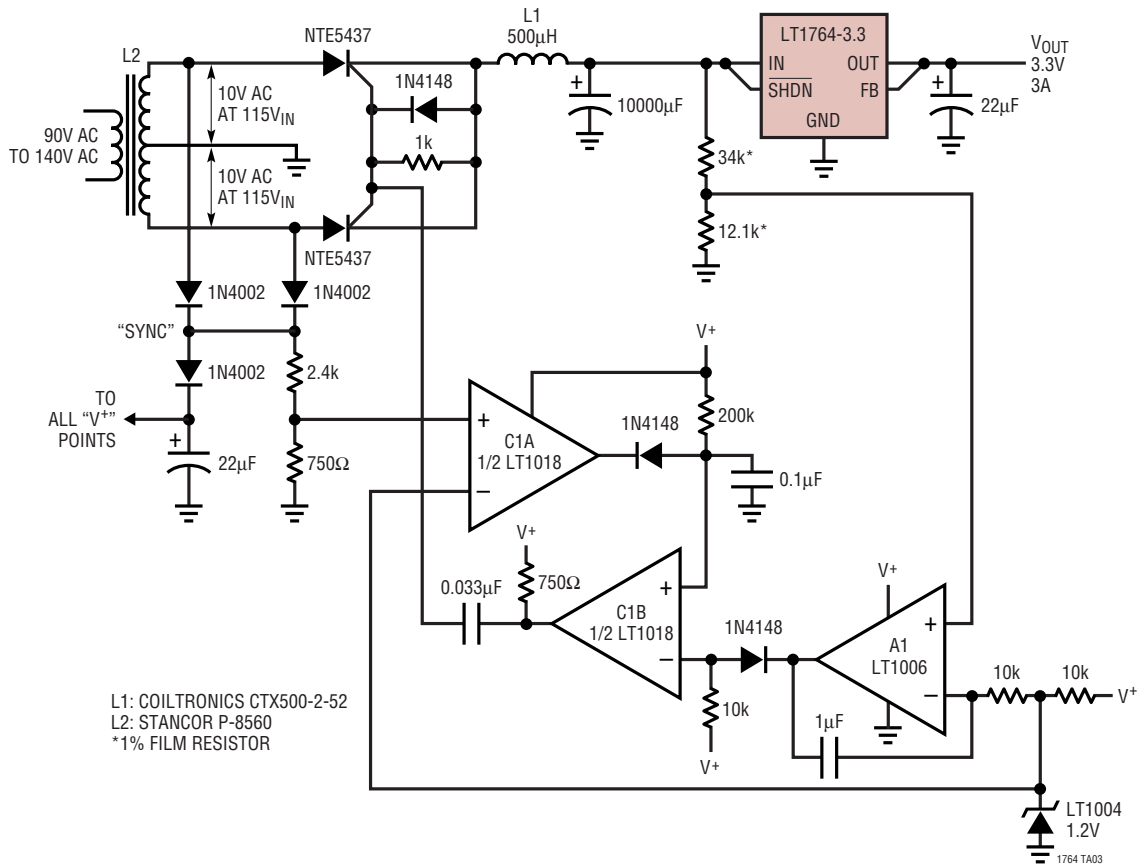 L1
500µH
NTE5437
L2
LT1764-3.3
IN
OUT
SHDN
FB
GND
VOUT
3.3V
3A
1N4148
10V AC
AT 115VIN
+
10000µF
+
22µF
90V AC
TO 140V AC
1k
34k*
10V AC
AT 115VIN
12.1k*
NTE5437
1N4002
1N4002
“SYNC”
V+
1N4002
2.4k
TO
ALL “V+”
POINTS
200k
1N4148
+
C1A
1/2 LT1018
–
+
22µF
750Ω
0.1µF
V+
750Ω
0.033µF
+
C1B
1/2 LT1018
–
V+
1N4148
+
A1
LT1006
–
10k
10k
V+
10k
1µF
V+
L1: COILTRONICS CTX500-2-52
L2: STANCOR P-8560
*1% FILM RESISTOR
LT1004
1.2V
1764 TA03